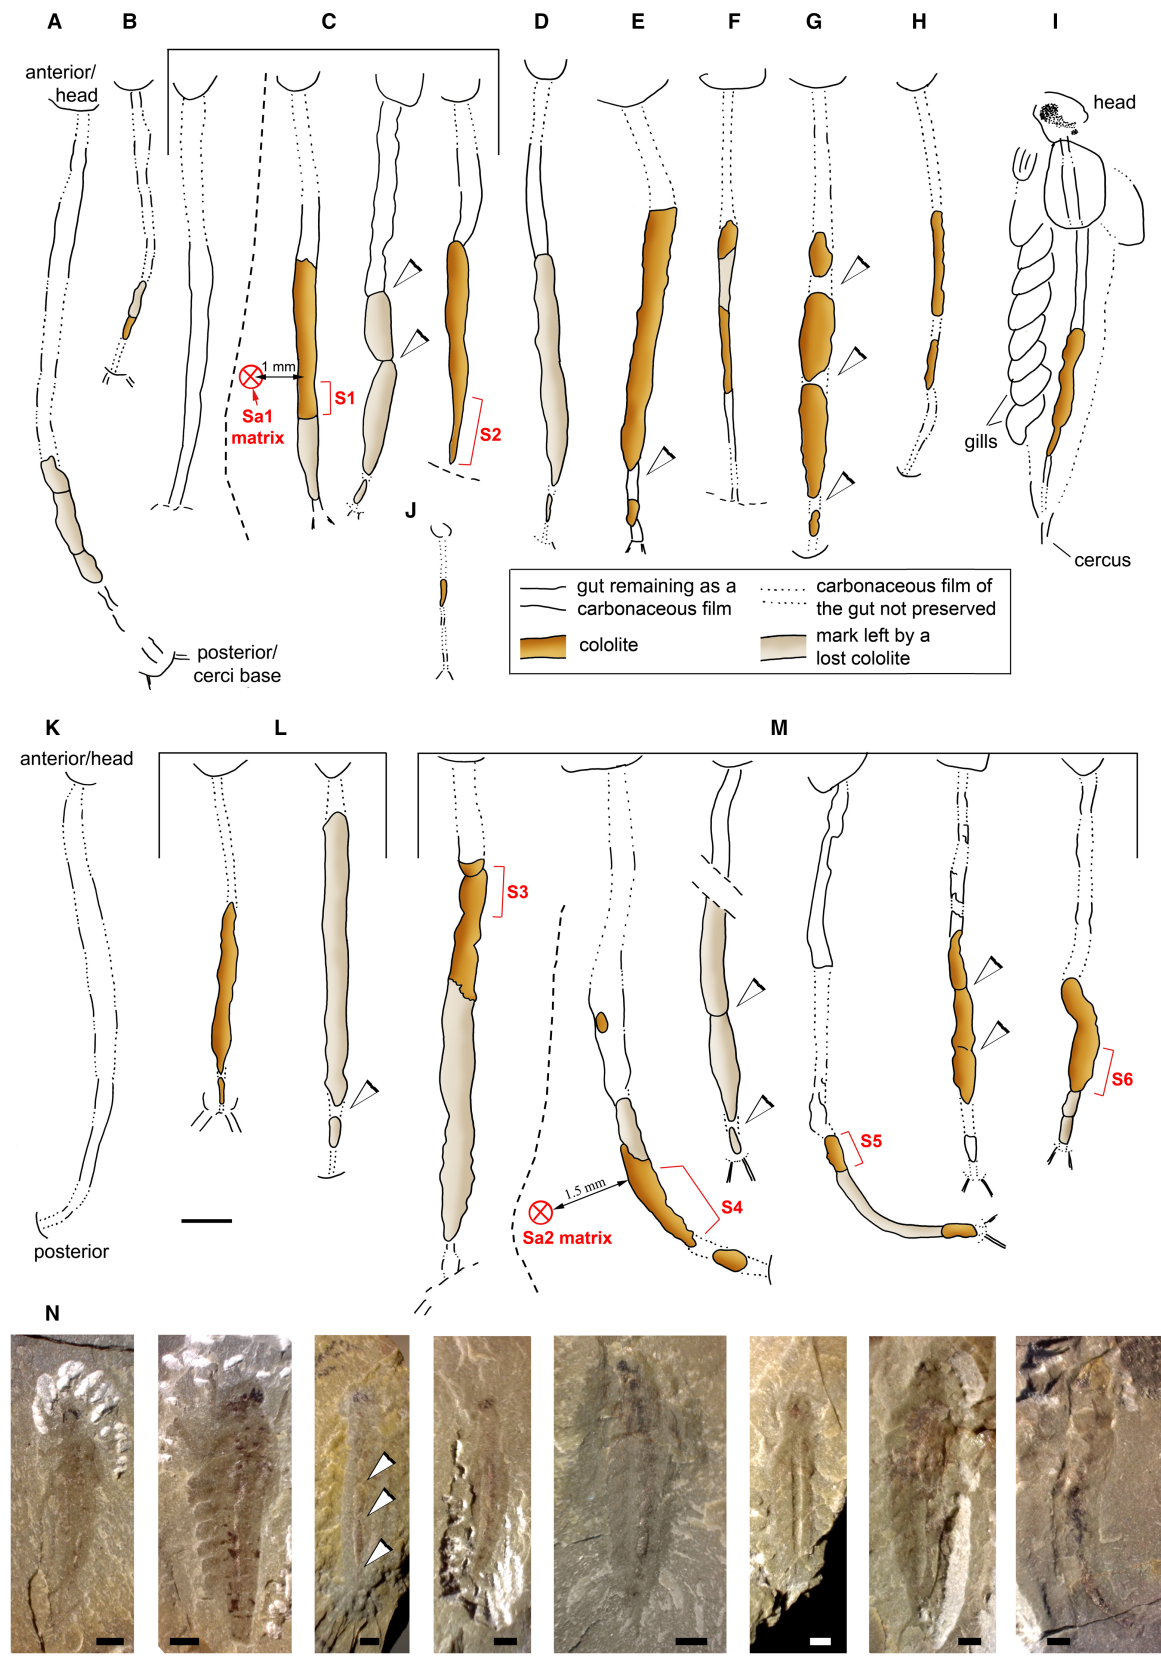 A B C D E F G H I
anterior/
head
head
1 mm
Sa1
matrix
S1
S2
gills
cercus
J
posterior/
cerci base
gut remaining as a
carbonaceous film
carbonaceous film of
the gut not preserved
cololite
mark left by a
lost cololite
K L M
anterior/head
S3
S6
S5
S4
1.5 mm
Sa2 matrix
posterior
N